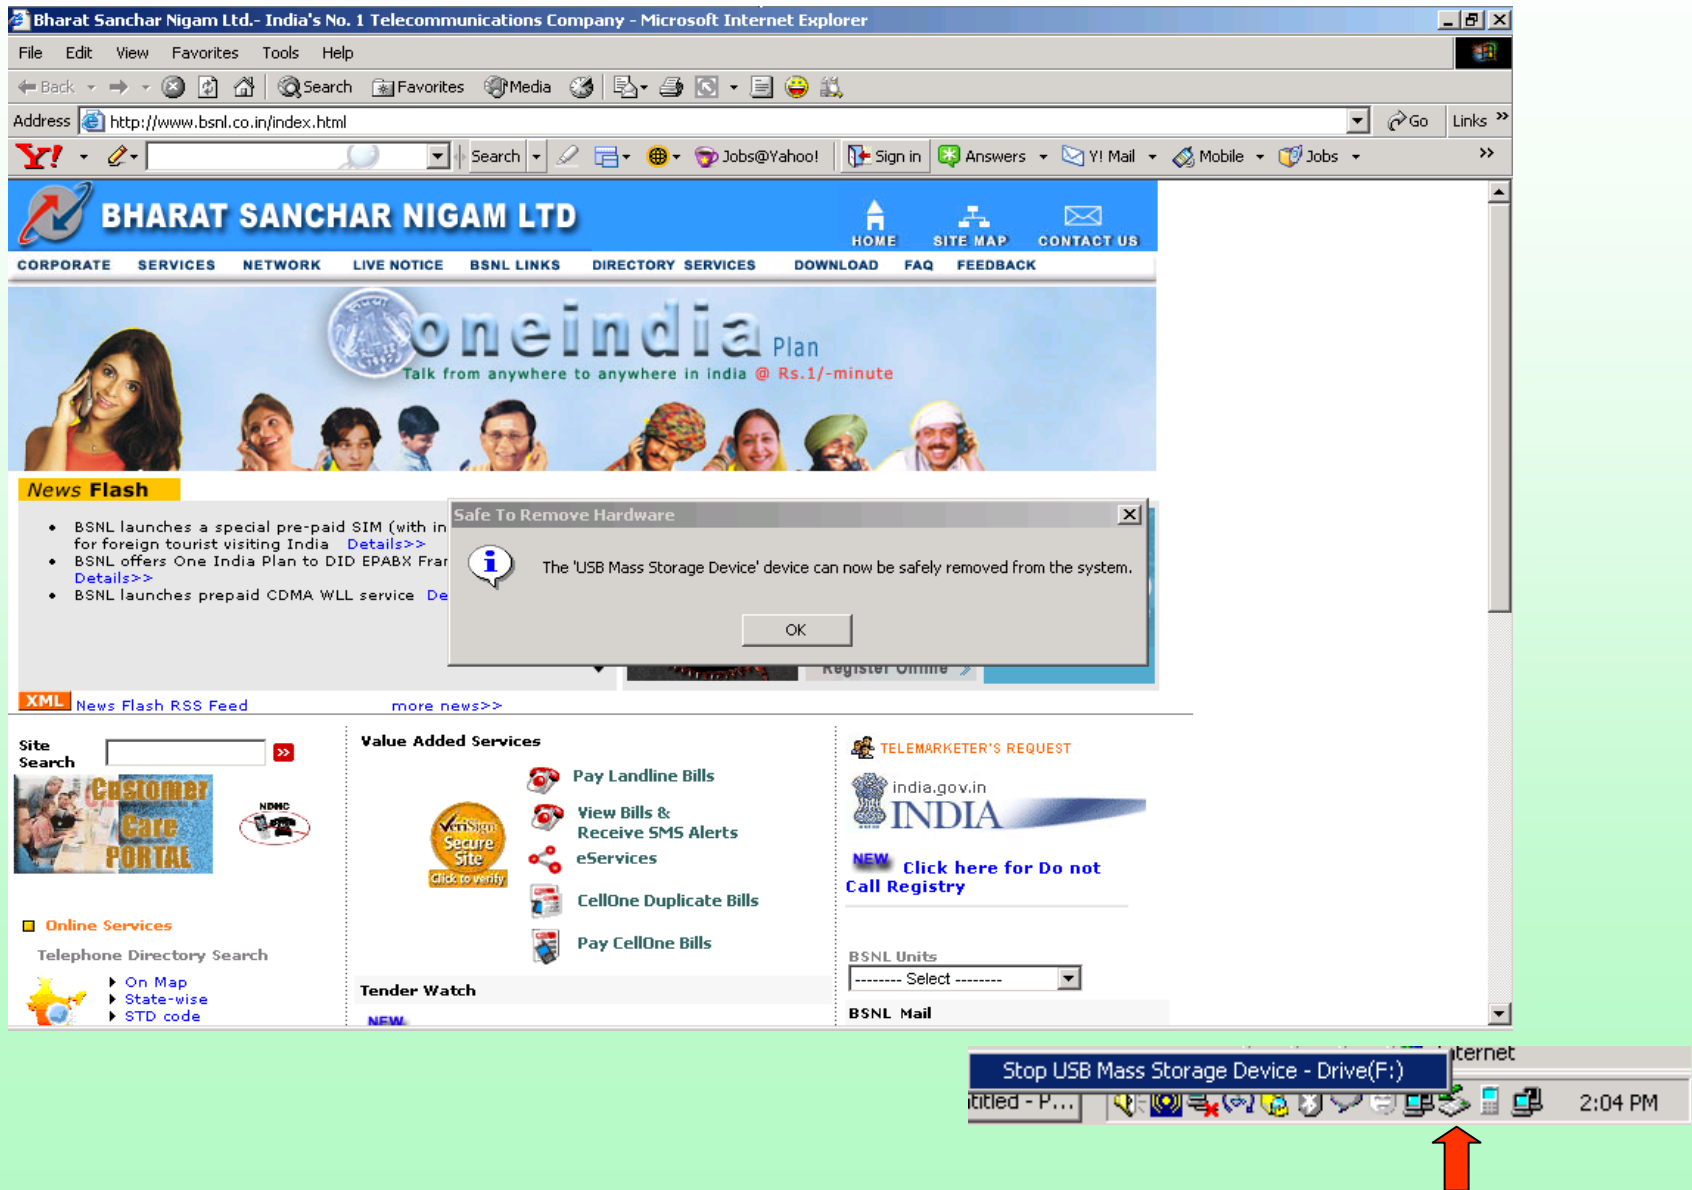 Bharat Sanchar Nigam Ltd.- India's No. 1 Telecommunications Company - Microsoft Internet Explorer
File Edit View Favorites Tools Help
Back Search Favorites Media
Address http://www.bsnl.co.in/index.html Go Links »
Y! Search Jobs@Yahoo! Sign in Answers Y! Mail Mobile Jobs »
BHARAT SANCHAR NIGAM LTD
HOME SITE MAP CONTACT US
CORPORATE SERVICES NETWORK LIVE NOTICE BSNL LINKS DIRECTORY SERVICES DOWNLOAD FAQ FEEDBACK
oneindia Plan
Talk from anywhere to anywhere in india @ Rs.1/-minute
News Flash
BSNL launches a special pre-paid SIM (with in
for foreign tourist visiting India Details>>
BSNL offers One India Plan to DID EPABX Fran
Details>>
BSNL launches prepaid CDMA WLL service De
Safe To Remove Hardware
The 'USB Mass Storage Device' device can now be safely removed from the system.
OK
Register Online
XML News Flash RSS Feed more news>>
Site
Search
Customer
Care
PORTAL
NDNC
Online Services
Telephone Directory Search
On Map
State-wise
STD code
Value Added Services
Pay Landline Bills
View Bills &
Receive SMS Alerts
eServices
CellOne Duplicate Bills
Pay CellOne Bills
VeriSign
Secure
Site
Click to verify
Tender Watch
NEW
TELEMARKETER'S REQUEST
india.gov.in
INDIA
NEW Click here for Do not
Call Registry
BSNL Units
-------- Select --------
BSNL Mail
Internet
Stop USB Mass Storage Device - Drive(F:)
titled - P... 2:04 PM